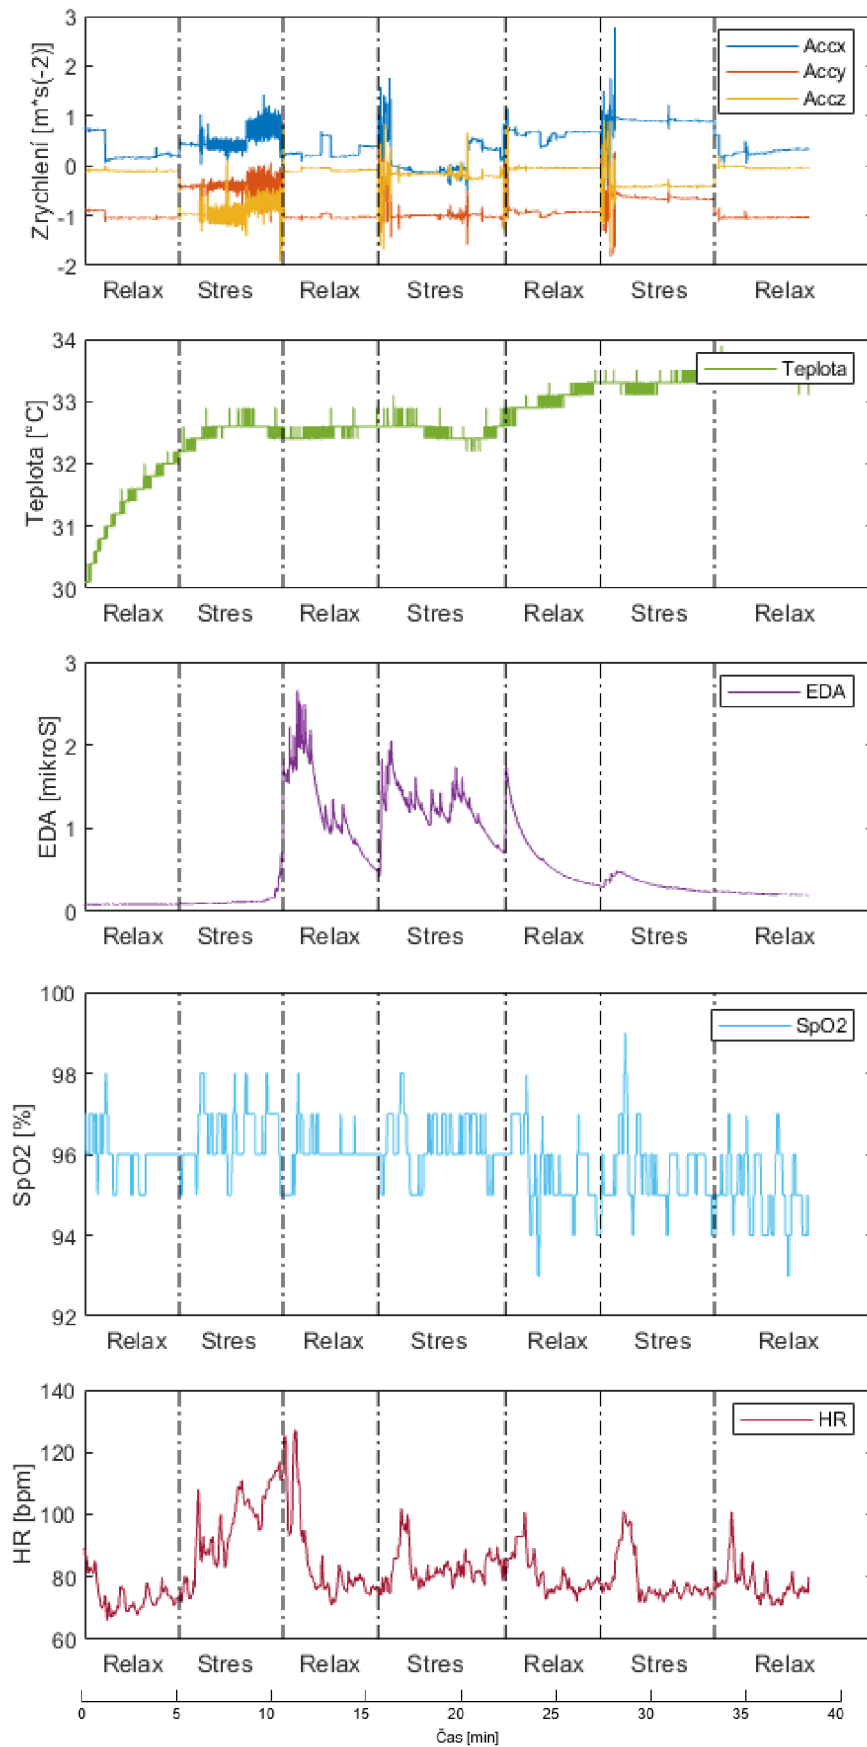 3
2
1
0
-1
-2
Zrychlení [m*s(-2)]
Accx
Accy
Accz
Relax Stres Relax Stres Relax Stres Relax
34
33
32
31
30
Teplota [°C]
Teplota
Relax Stres Relax Stres Relax Stres Relax
3
2
1
0
EDA [mikroS]
EDA
Relax Stres Relax Stres Relax Stres Relax
100
98
96
94
92
SpO2 [%]
SpO2
Relax Stres Relax Stres Relax Stres Relax
140
120
100
80
60
HR [bpm]
HR
Relax Stres Relax Stres Relax Stres Relax
0 5 10 15 20 25 30 35 40
Čas [min]